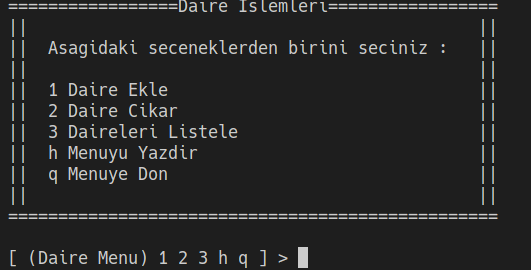 =================Daire Islemleri=================
||                                             ||
||  Asagidaki seceneklerden birini seciniz :   ||
||                                             ||
||  1 Daire Ekle                               ||
||  2 Daire Cikar                              ||
||  3 Daireleri Listele                        ||
||  h Menuyu Yazdir                            ||
||  q Menuye Don                               ||
||                                             ||
=================================================
[ (Daire Menu) 1 2 3 h q ] >